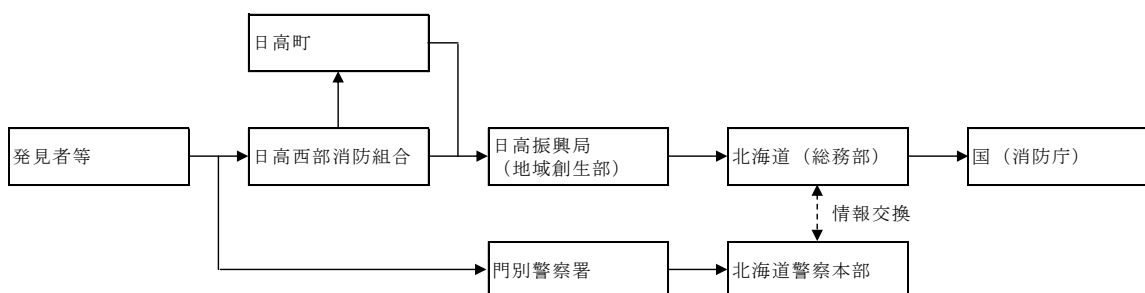 日高町
発見者等
日高西部消防組合
日高振興局
（地域創生部）
北海道（総務部）
国（消防庁）
情報交換
門別警察署
北海道警察本部